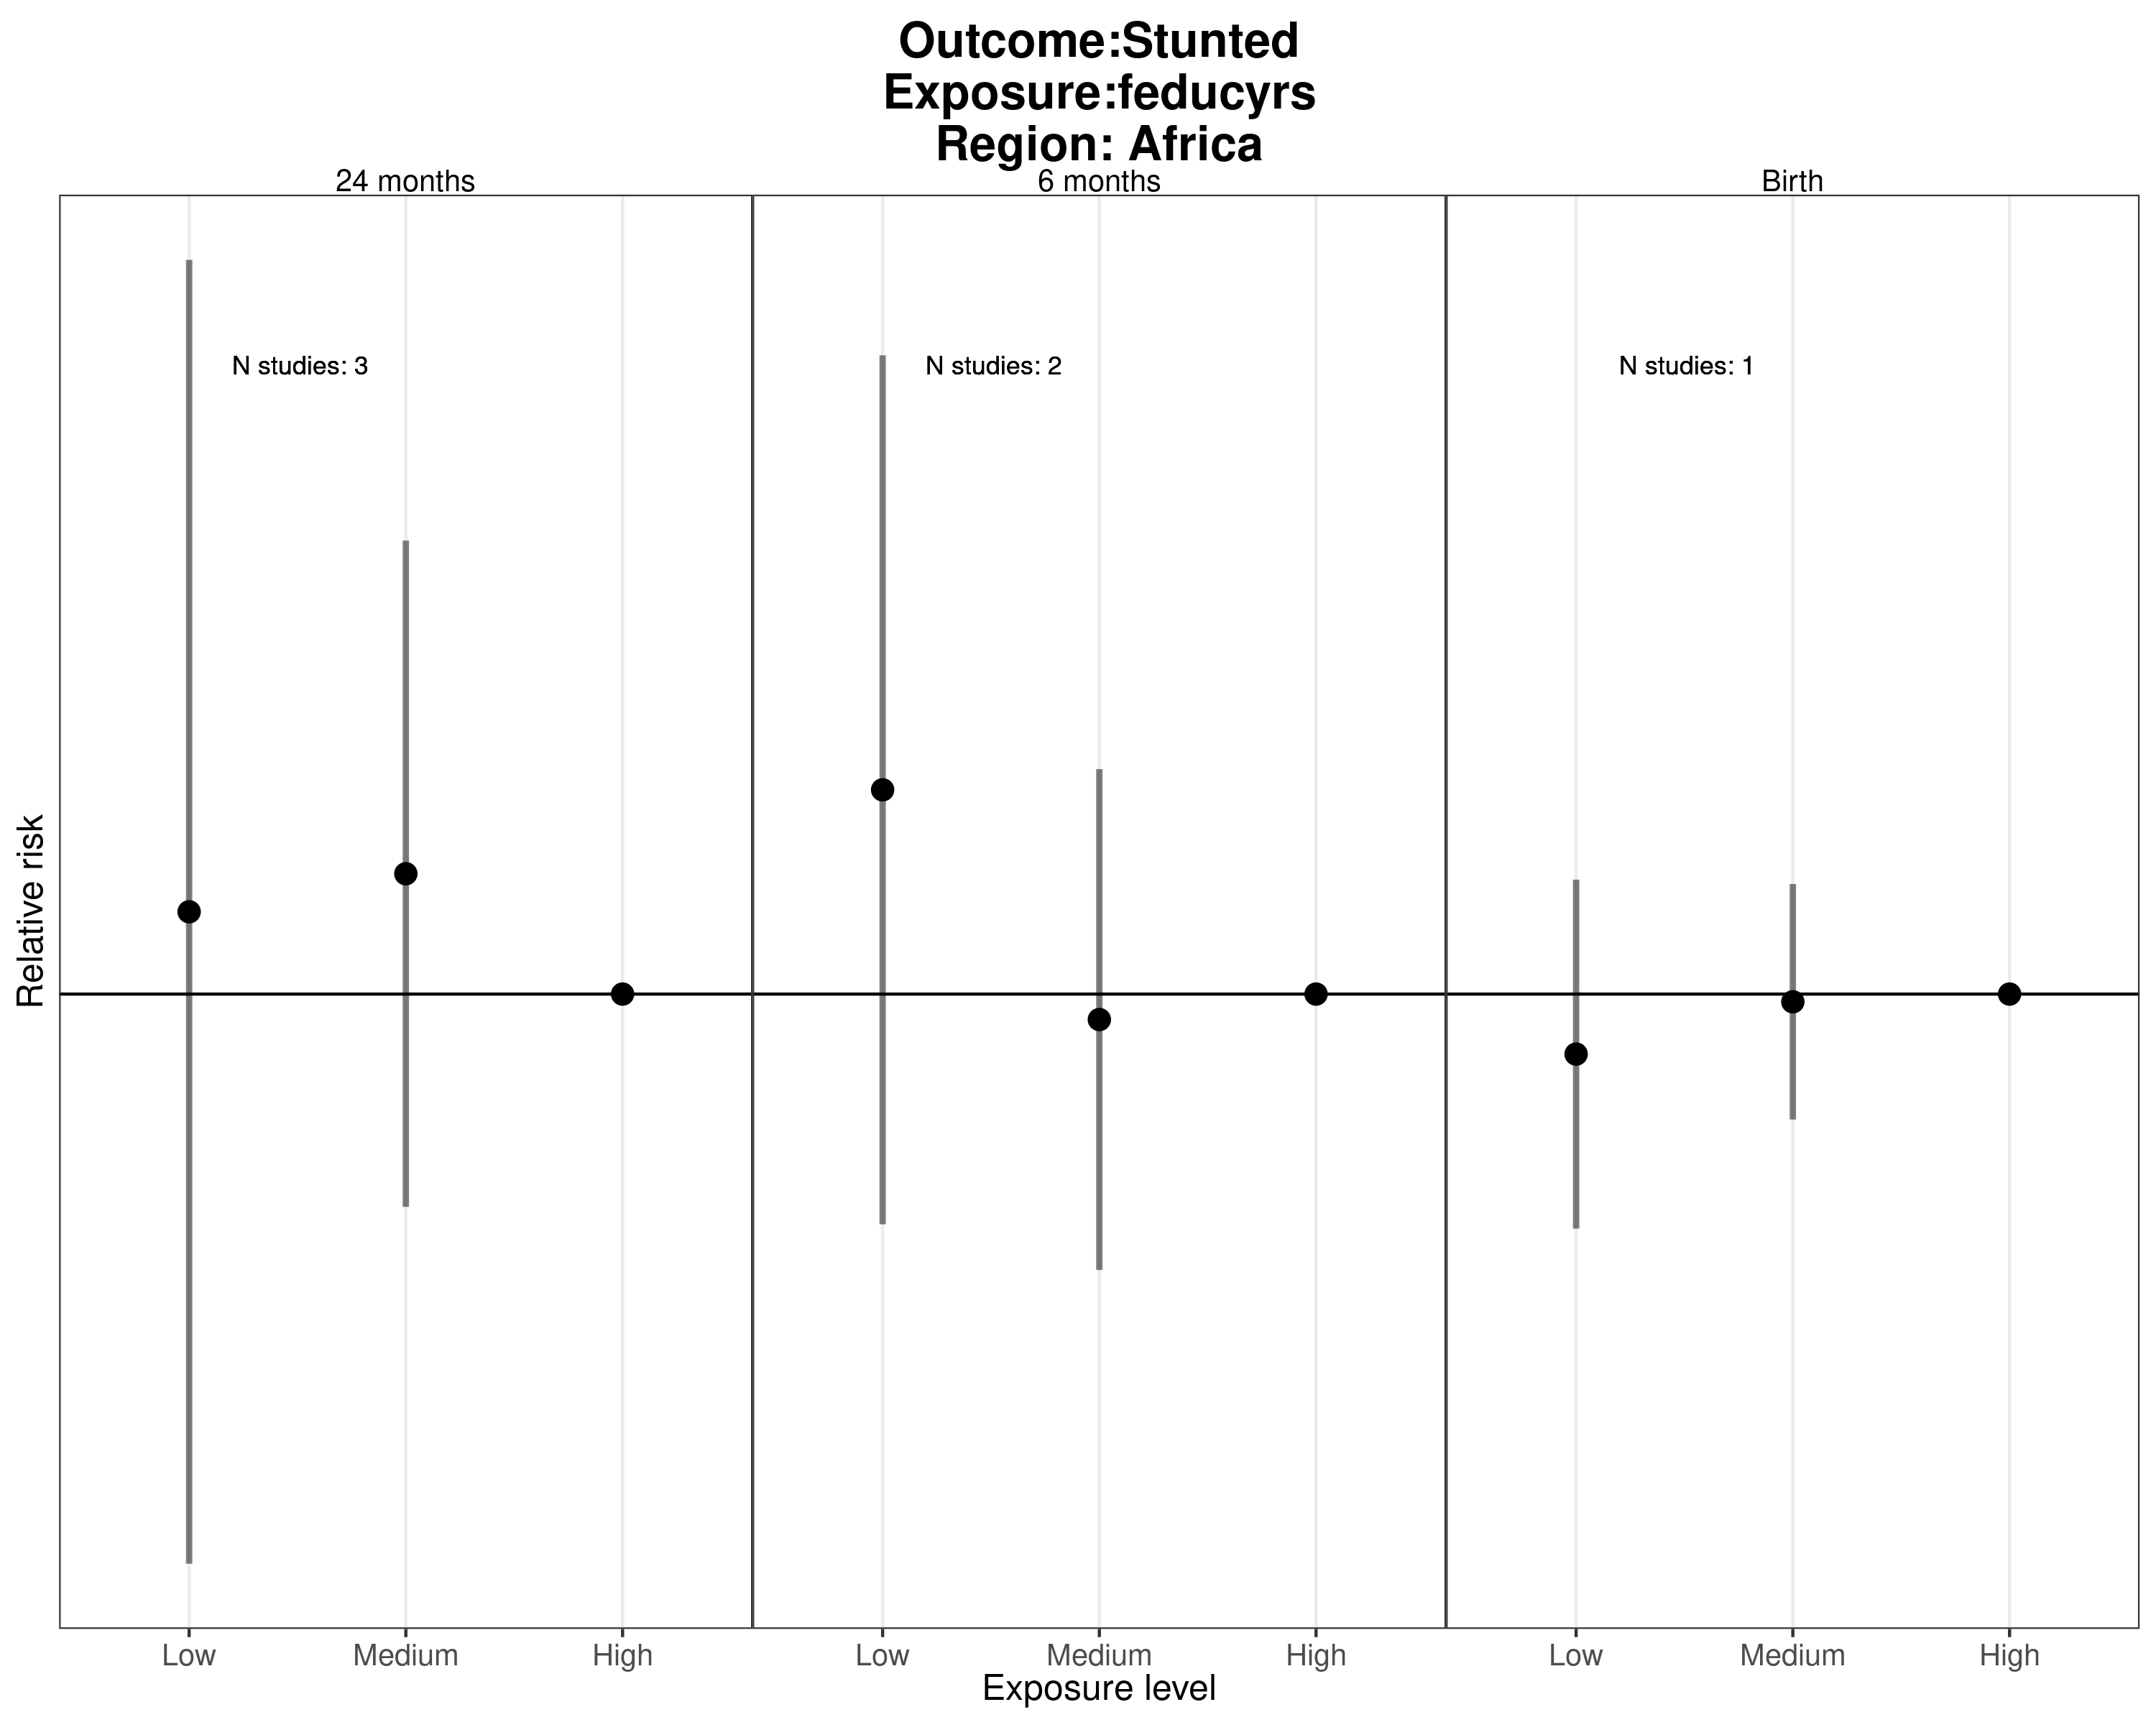 Outcome:Stunted
Exposure:feducyrs
Region: Africa
24 months
6 months
Birth
N studies: 3
N studies: 2
N studies: 1
Relative risk
Low
Medium
High
Low
Medium
High
Low
Medium
High
Exposure level